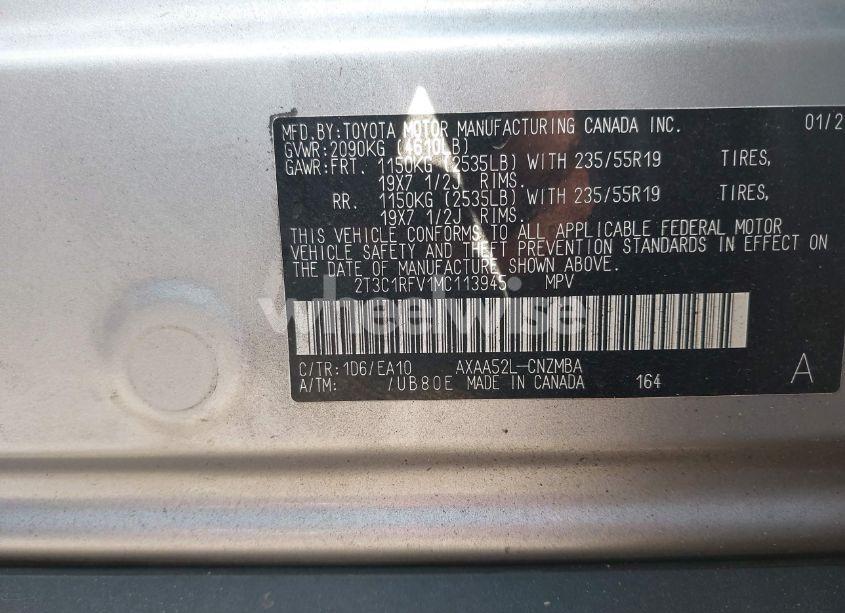 MFD.BY:TOYOTA MOTOR MANUFACTURING CANADA INC. 01/2
GVWR:2090KG (4610LB)
GAWR:FRT. 1150KG (2535LB) WITH 235/55R19 TIRES,
19X7 1/2J RIMS.
RR. 1150KG (2535LB) WITH 235/55R19 TIRES,
19X7 1/2J RIMS.
THIS VEHICLE CONFORMS TO ALL APPLICABLE FEDERAL MOTOR
VEHICLE SAFETY AND THEFT PREVENTION STANDARDS IN EFFECT ON
THE DATE OF MANUFACTURE SHOWN ABOVE.
2T3C1RFV1MC113945 MPV
wheelwise
C/TR:1D6/EA10 AXAA52L-CNZMBA
A/TM: /UB80E MADE IN CANADA 164 A